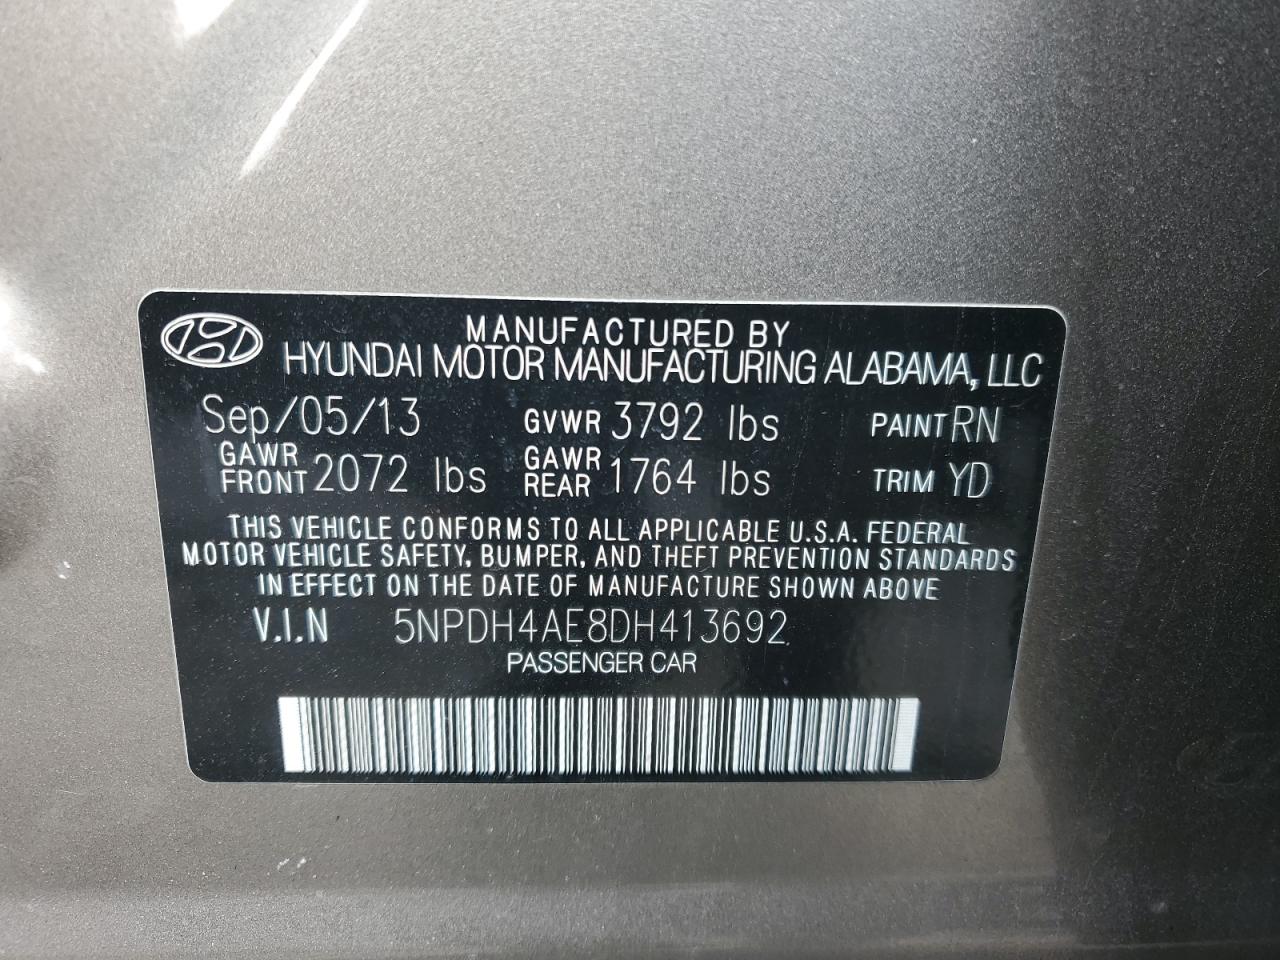 MANUFACTURED BY
HYUNDAI MOTOR MANUFACTURING ALABAMA, LLC
Sep/05/13 GVWR 3792 lbs PAINT RN
GAWR FRONT 2072 lbs GAWR REAR 1764 lbs TRIM YD
THIS VEHICLE CONFORMS TO ALL APPLICABLE U.S.A. FEDERAL
MOTOR VEHICLE SAFETY, BUMPER, AND THEFT PREVENTION STANDARDS
IN EFFECT ON THE DATE OF MANUFACTURE SHOWN ABOVE
V.I.N 5NPDH4AE8DH413692
PASSENGER CAR